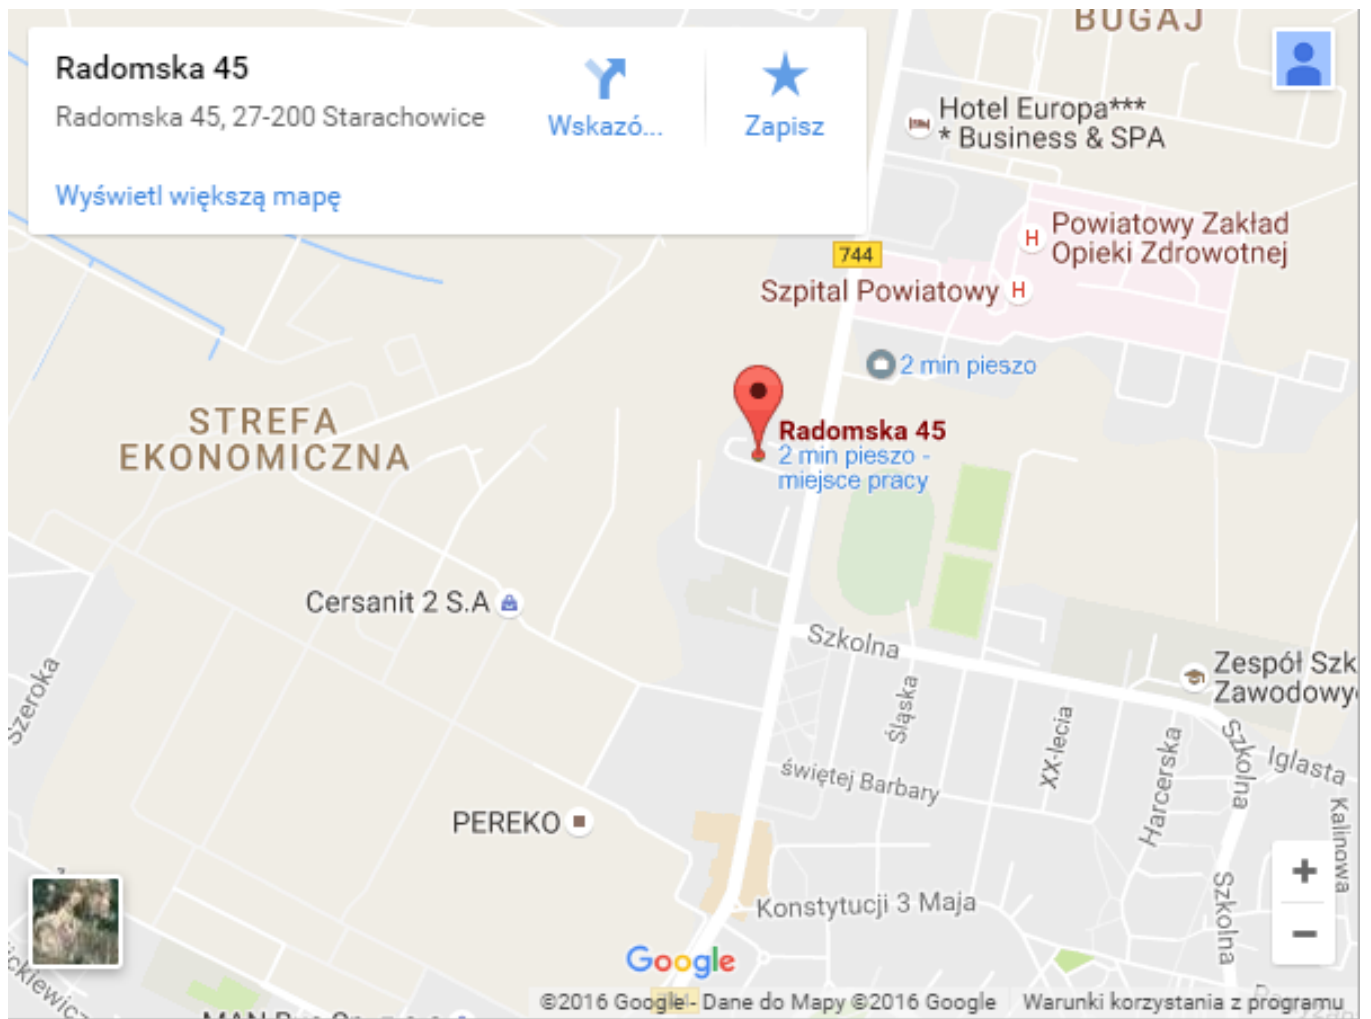 BUGAJ
Radomska 45
Radomska 45, 27-200 Starachowice
Wskazó...
Zapisz
Wyświetl większą mapę
Hotel Europa***
* Business & SPA
Powiatowy Zakład
Opieki Zdrowotnej
744
Szpital Powiatowy
H
H
2 min pieszo
STREFA
EKONOMICZNA
Radomska 45
2 min pieszo -
miejsce pracy
Cersanit 2 S.A
Szkolna
Zespół Szk
Zawodowy
Szeroka
Śląska
XX-lecia
Harcerska
Szkolna
Iglasta
świętej Barbary
Kalinowa
PEREKO
Konstytucji 3 Maja
Szkolna
+
−
Google
ckiewicz
©2016 Google - Dane do Mapy ©2016 Google
Warunki korzystania z programu